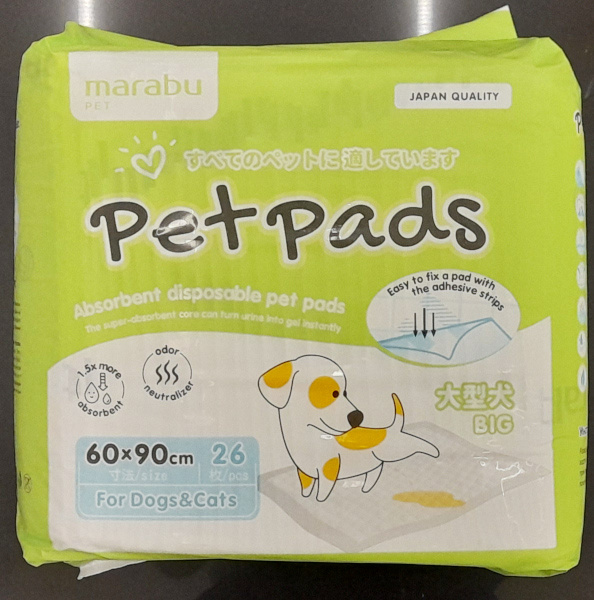 marabu
PET
JAPAN QUALITY
すべてのペットに適しています
Pet Pads
Easy to fix a pad with
the adhesive strips
Absorbent disposable pet pads
The super-absorbent core can turn urine into gel instantly
1.5x more
absorbent
odor
neutralizer
大型犬
BIG
60×90cm
寸法/size
26
枚/pcs
For Dogs&Cats